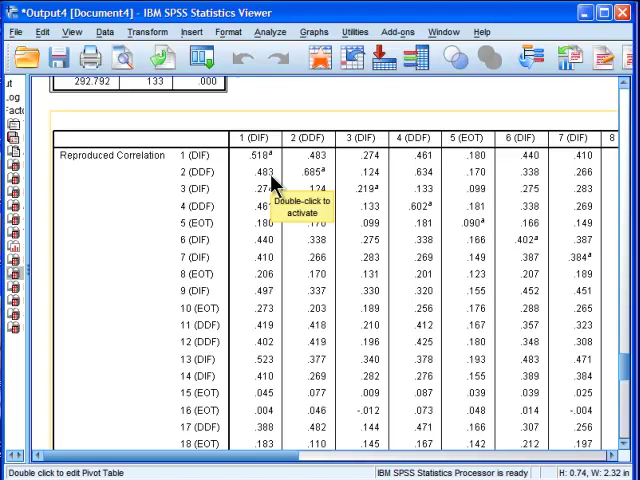 *Output4 [Document4] - IBM SPSS Statistics Viewer
File Edit View Data Transform Insert Format Analyze Graphs Utilities Add-ons Window Help
ut
Log
Facto
292.792 133 .000
1 (DIF) 2 (DDF) 3 (DIF) 4 (DDF) 5 (EOT) 6 (DIF) 7 (DIF) 8
Reproduced Correlation 1 (DIF) .518a .483 .274 .461 .180 .440 .410
2 (DDF) .483 .685a .124 .634 .170 .338 .266
3 (DIF) .274 .124 .219a .133 .099 .275 .283
4 (DDF) .461 .133 .602a .181 .338 .269
5 (EOT) .180 .170 .099 .181 .090a .166 .149
6 (DIF) .440 .338 .275 .338 .166 .402a .387
7 (DIF) .410 .266 .283 .269 .149 .387 .384a
8 (EOT) .206 .170 .131 .201 .123 .207 .189
9 (DIF) .497 .337 .330 .320 .155 .452 .451
10 (EOT) .273 .203 .189 .256 .176 .288 .265
11 (DDF) .419 .418 .210 .412 .167 .357 .323
12 (DDF) .402 .419 .196 .425 .180 .348 .308
13 (DIF) .523 .377 .340 .378 .193 .483 .471
14 (DIF) .410 .269 .282 .276 .155 .389 .384
15 (EOT) .045 .077 .009 .087 .039 .039 .025
16 (EOT) .004 .046 -.012 .073 .048 .014 -.004
17 (DDF) .388 .482 .144 .471 .166 .307 .256
18 (EOT) .183 .110 .145 .167 .142 .212 .197
Double-click to
activate
Double click to edit Pivot Table IBM SPSS Statistics Processor is ready H: 0.74, W: 2.32 in